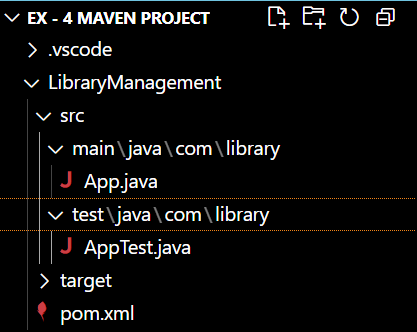 EX - 4 MAVEN PROJECT
.vscode
LibraryManagement
src
main\java\com\library
App.java
test\java\com\library
AppTest.java
target
pom.xml